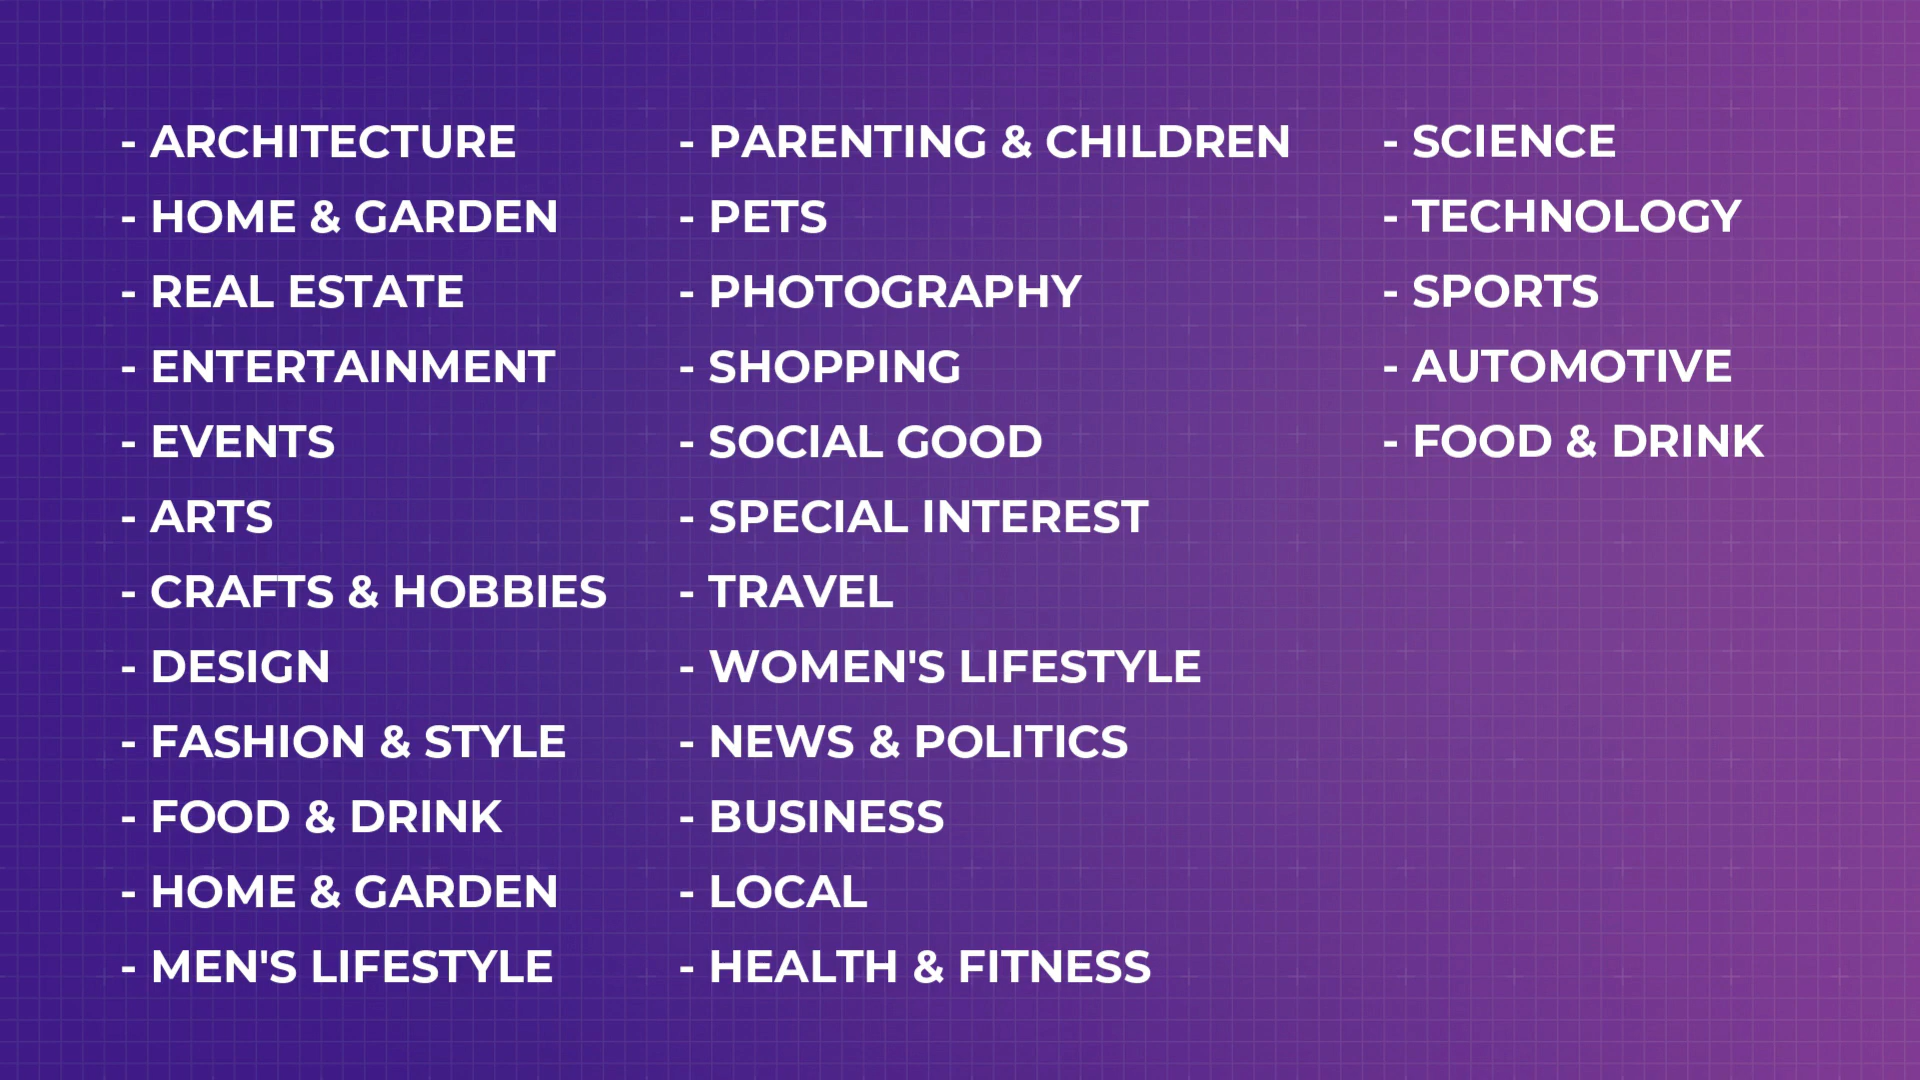 - ARCHITECTURE
- HOME & GARDEN
- REAL ESTATE
- ENTERTAINMENT
- EVENTS
- ARTS
- CRAFTS & HOBBIES
- DESIGN
- FASHION & STYLE
- FOOD & DRINK
- HOME & GARDEN
- MEN'S LIFESTYLE
- PARENTING & CHILDREN
- PETS
- PHOTOGRAPHY
- SHOPPING
- SOCIAL GOOD
- SPECIAL INTEREST
- TRAVEL
- WOMEN'S LIFESTYLE
- NEWS & POLITICS
- BUSINESS
- LOCAL
- HEALTH & FITNESS
- SCIENCE
- TECHNOLOGY
- SPORTS
- AUTOMOTIVE
- FOOD & DRINK